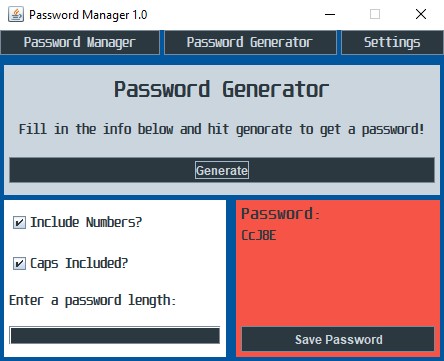 Password Manager 1.0
Password Manager Password Generator Settings
Password Generator
Fill in the info below and hit genorate to get a password!
Generate
Include Numbers?
Caps Included?
Enter a password length:
Password:
CcJ8E
Save Password